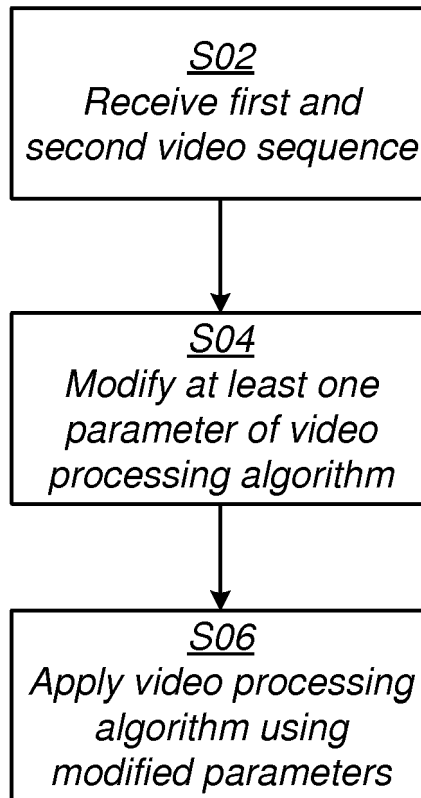 S02
Receive first and
second video sequence
S04
Modify at least one
parameter of video
processing algorithm
S06
Apply video processing
algorithm using
modified parameters